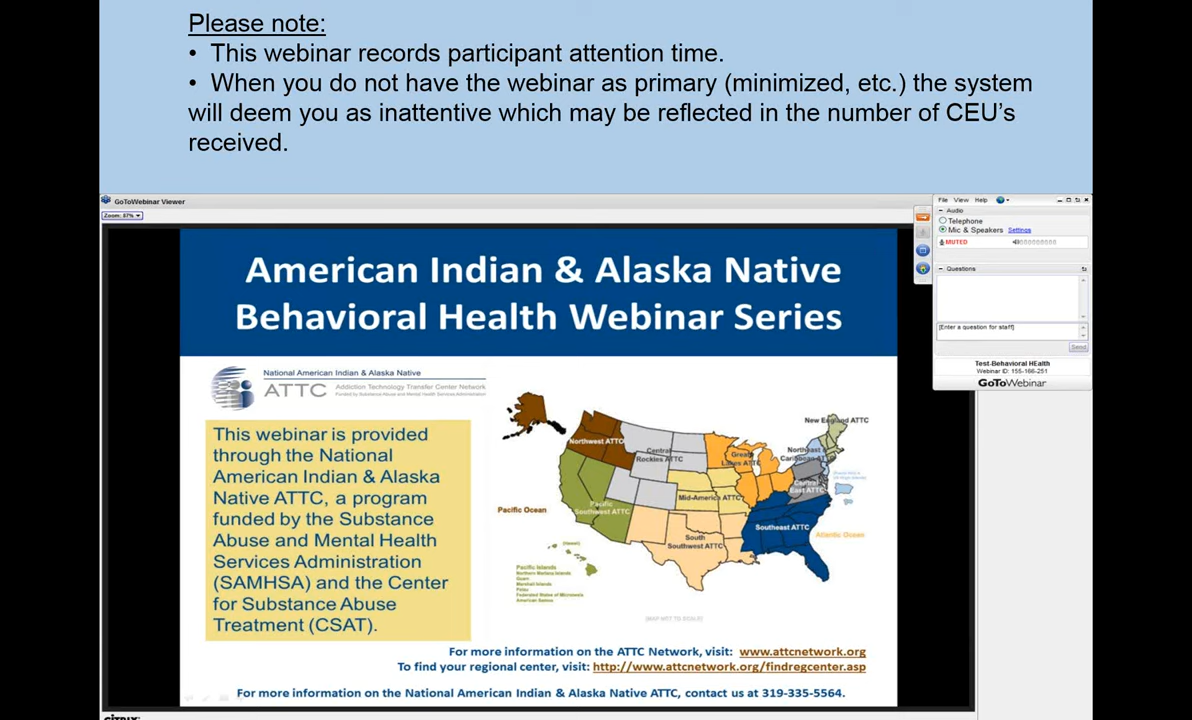 Please note:
• This webinar records participant attention time.
• When you do not have the webinar as primary (minimized, etc.) the system
will deem you as inattentive which may be reflected in the number of CEU’s
received.
GoToWebinar Viewer
Zoom: 87%
File View Help
Audio
Telephone
Mic & Speakers Settings
MUTED
Questions
[Enter a question for staff]
Send
Test-Behavioral HEalth
Webinar ID: 155-166-251
GoToWebinar
American Indian & Alaska Native
Behavioral Health Webinar Series
National American Indian & Alaska Native
ATTC
Addiction Technology Transfer Center Network
Funded by Substance Abuse and Mental Health Services Administration
This webinar is provided
through the National
American Indian & Alaska
Native ATTC, a program
funded by the Substance
Abuse and Mental Health
Services Administration
(SAMHSA) and the Center
for Substance Abuse
Treatment (CSAT).
New England ATTC
Northwest ATTC
Central
Rockies ATTC
Great
Lakes ATTC
Northeast &
Caribbean ATTC
Central
East ATTC
Mid-America ATTC
Pacific
Southwest ATTC
Pacific Ocean
Southeast ATTC
Atlantic Ocean
South
Southwest ATTC
(Hawaii)
Pacific Islands
Northern Mariana Islands
Guam
Marshall Islands
Palau
Federated States of Micronesia
American Samoa
(MAP NOT TO SCALE)
For more information on the ATTC Network, visit: www.attcnetwork.org
To find your regional center, visit: http://www.attcnetwork.org/findregcenter.asp
For more information on the National American Indian & Alaska Native ATTC, contact us at 319-335-5564.
CITRIX